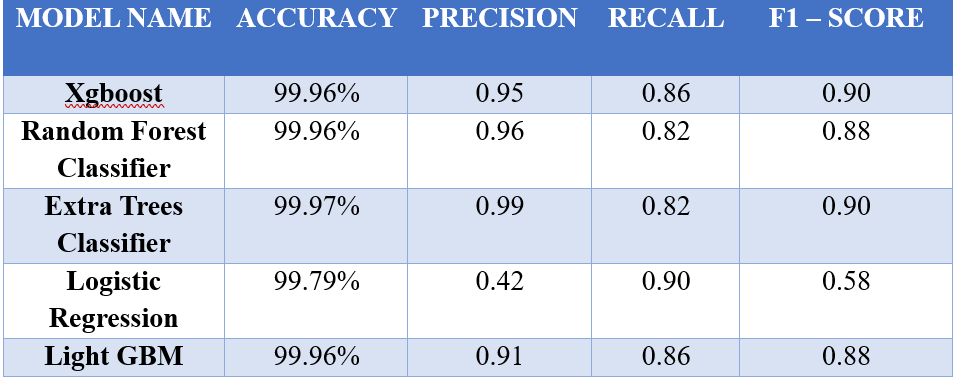 MODEL NAME ACCURACY PRECISION RECALL F1 – SCORE
Xgboost 99.96% 0.95 0.86 0.90
Random Forest 99.96% 0.96 0.82 0.88
Classifier
Extra Trees 99.97% 0.99 0.82 0.90
Classifier
Logistic 99.79% 0.42 0.90 0.58
Regression
Light GBM 99.96% 0.91 0.86 0.88